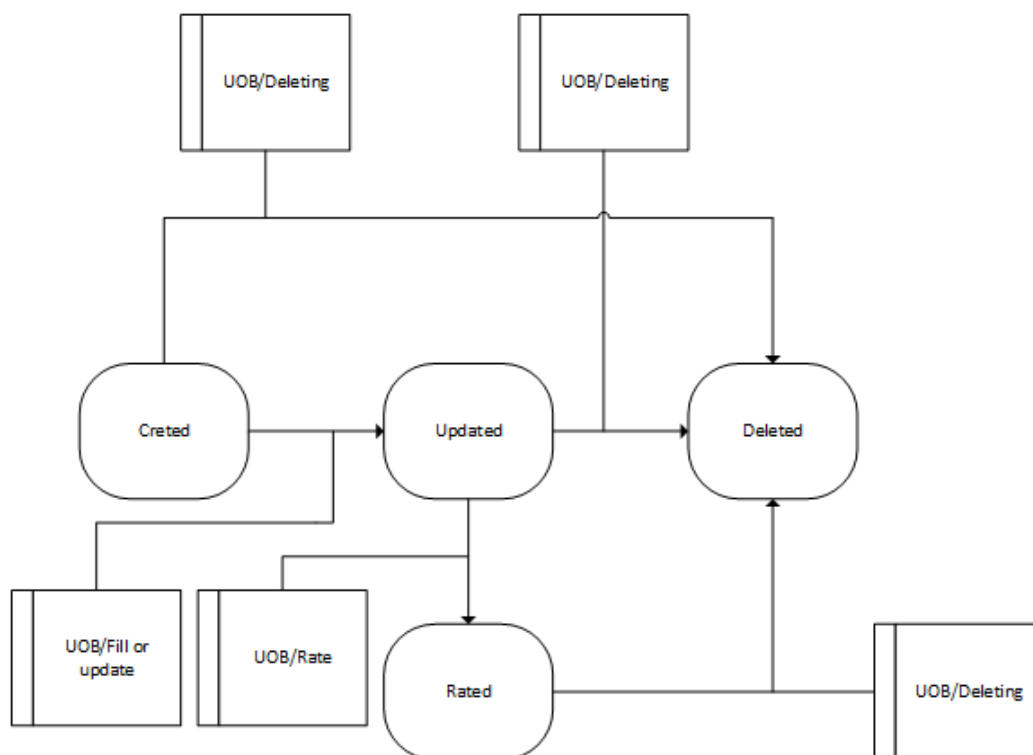 UOB/Deleting
UOB/Deleting
Creted
Updated
Deleted
UOB/Fill or
update
UOB/Rate
Rated
UOB/Deleting